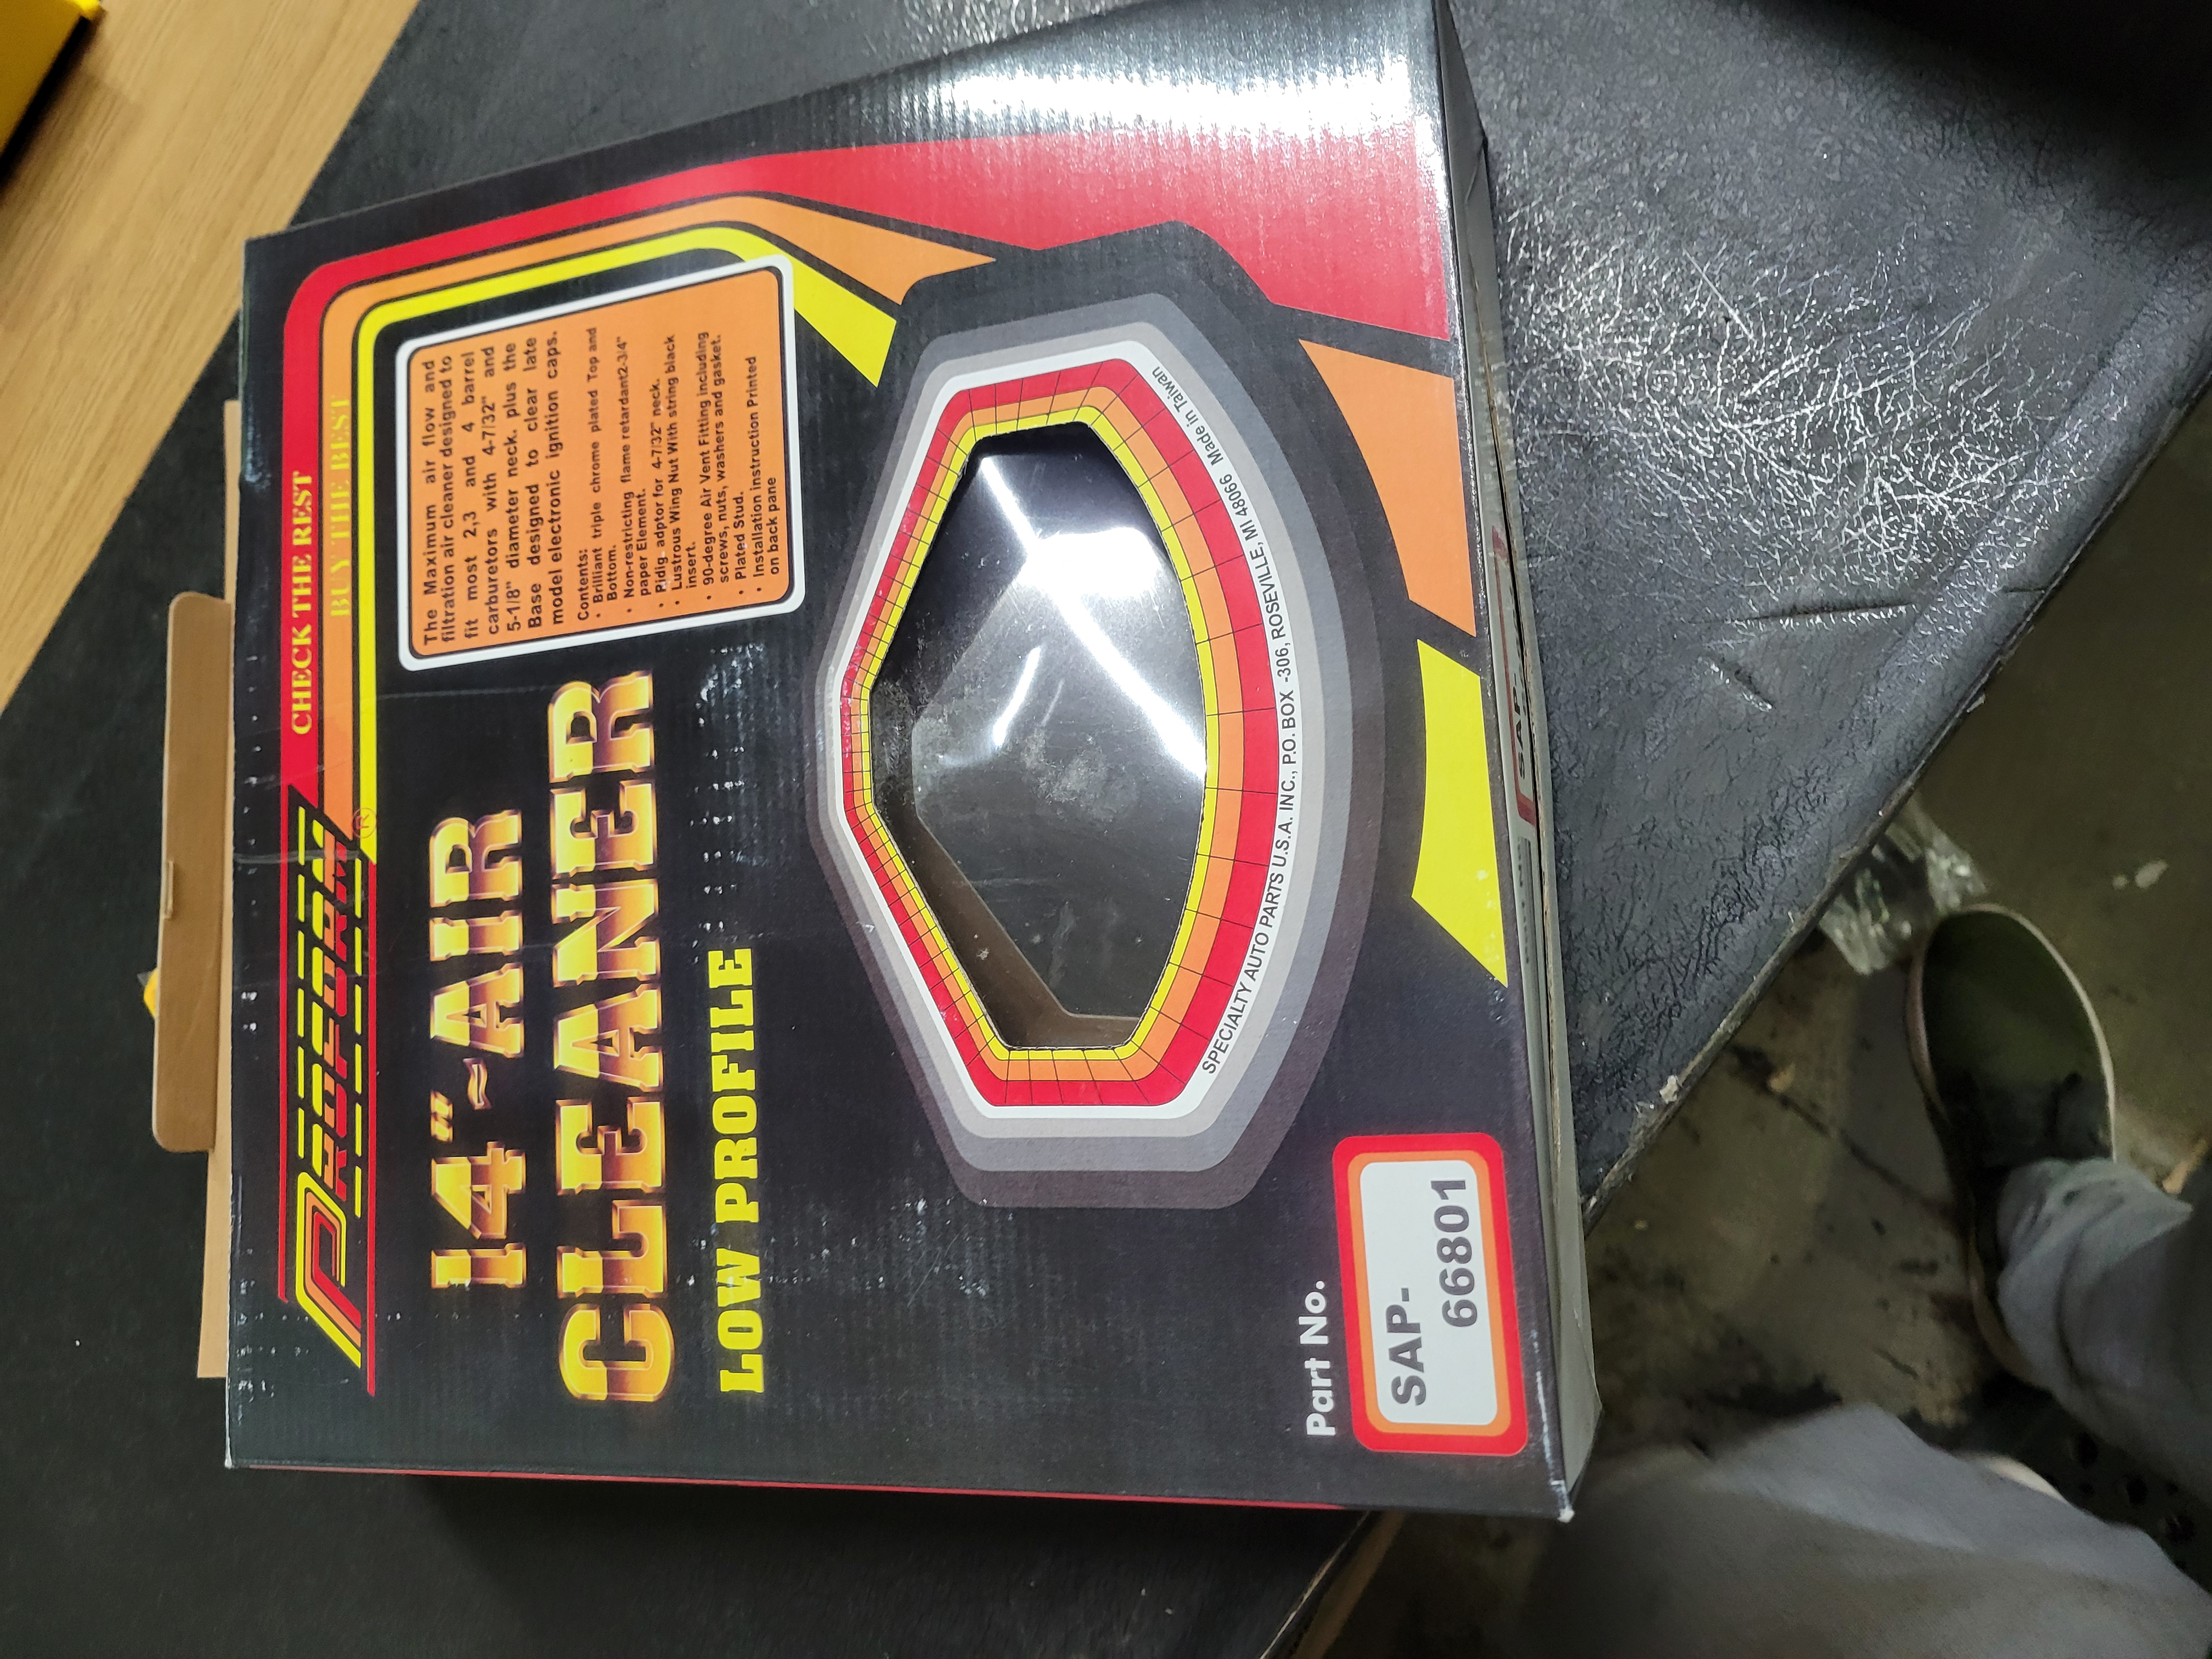 CHECK THE REST
BUY THE BEST
PROFORM®
14"~AIR
CLEANER
LOW PROFILE
The Maximum air flow and
filtration air cleaner designed to
fit most 2,3 and 4 barrel
carburetors with 4-7/32" and
5-1/8" diameter neck. plus the
Base designed to clear late
model electronic ignition caps.
Contents:
• Brilliant triple chrome plated Top and
Bottom.
• Non-restricting flame retardant2-3/4"
paper Element.
• Pidig. adptor for 4-7/32" neck.
• Lustrous Wing Nut With string black
insert.
• 90-degree Air Vent Fitting including
screws, nuts, washers and gasket.
• Plated Stud.
• Installation instruction Printed
on back pane
SPECIALTY AUTO PARTS U.S.A. INC., P.O. BOX -306, ROSEVILLE, MI 48066 Made in Taiwan
Part No.
SAP-
66801
SAP-